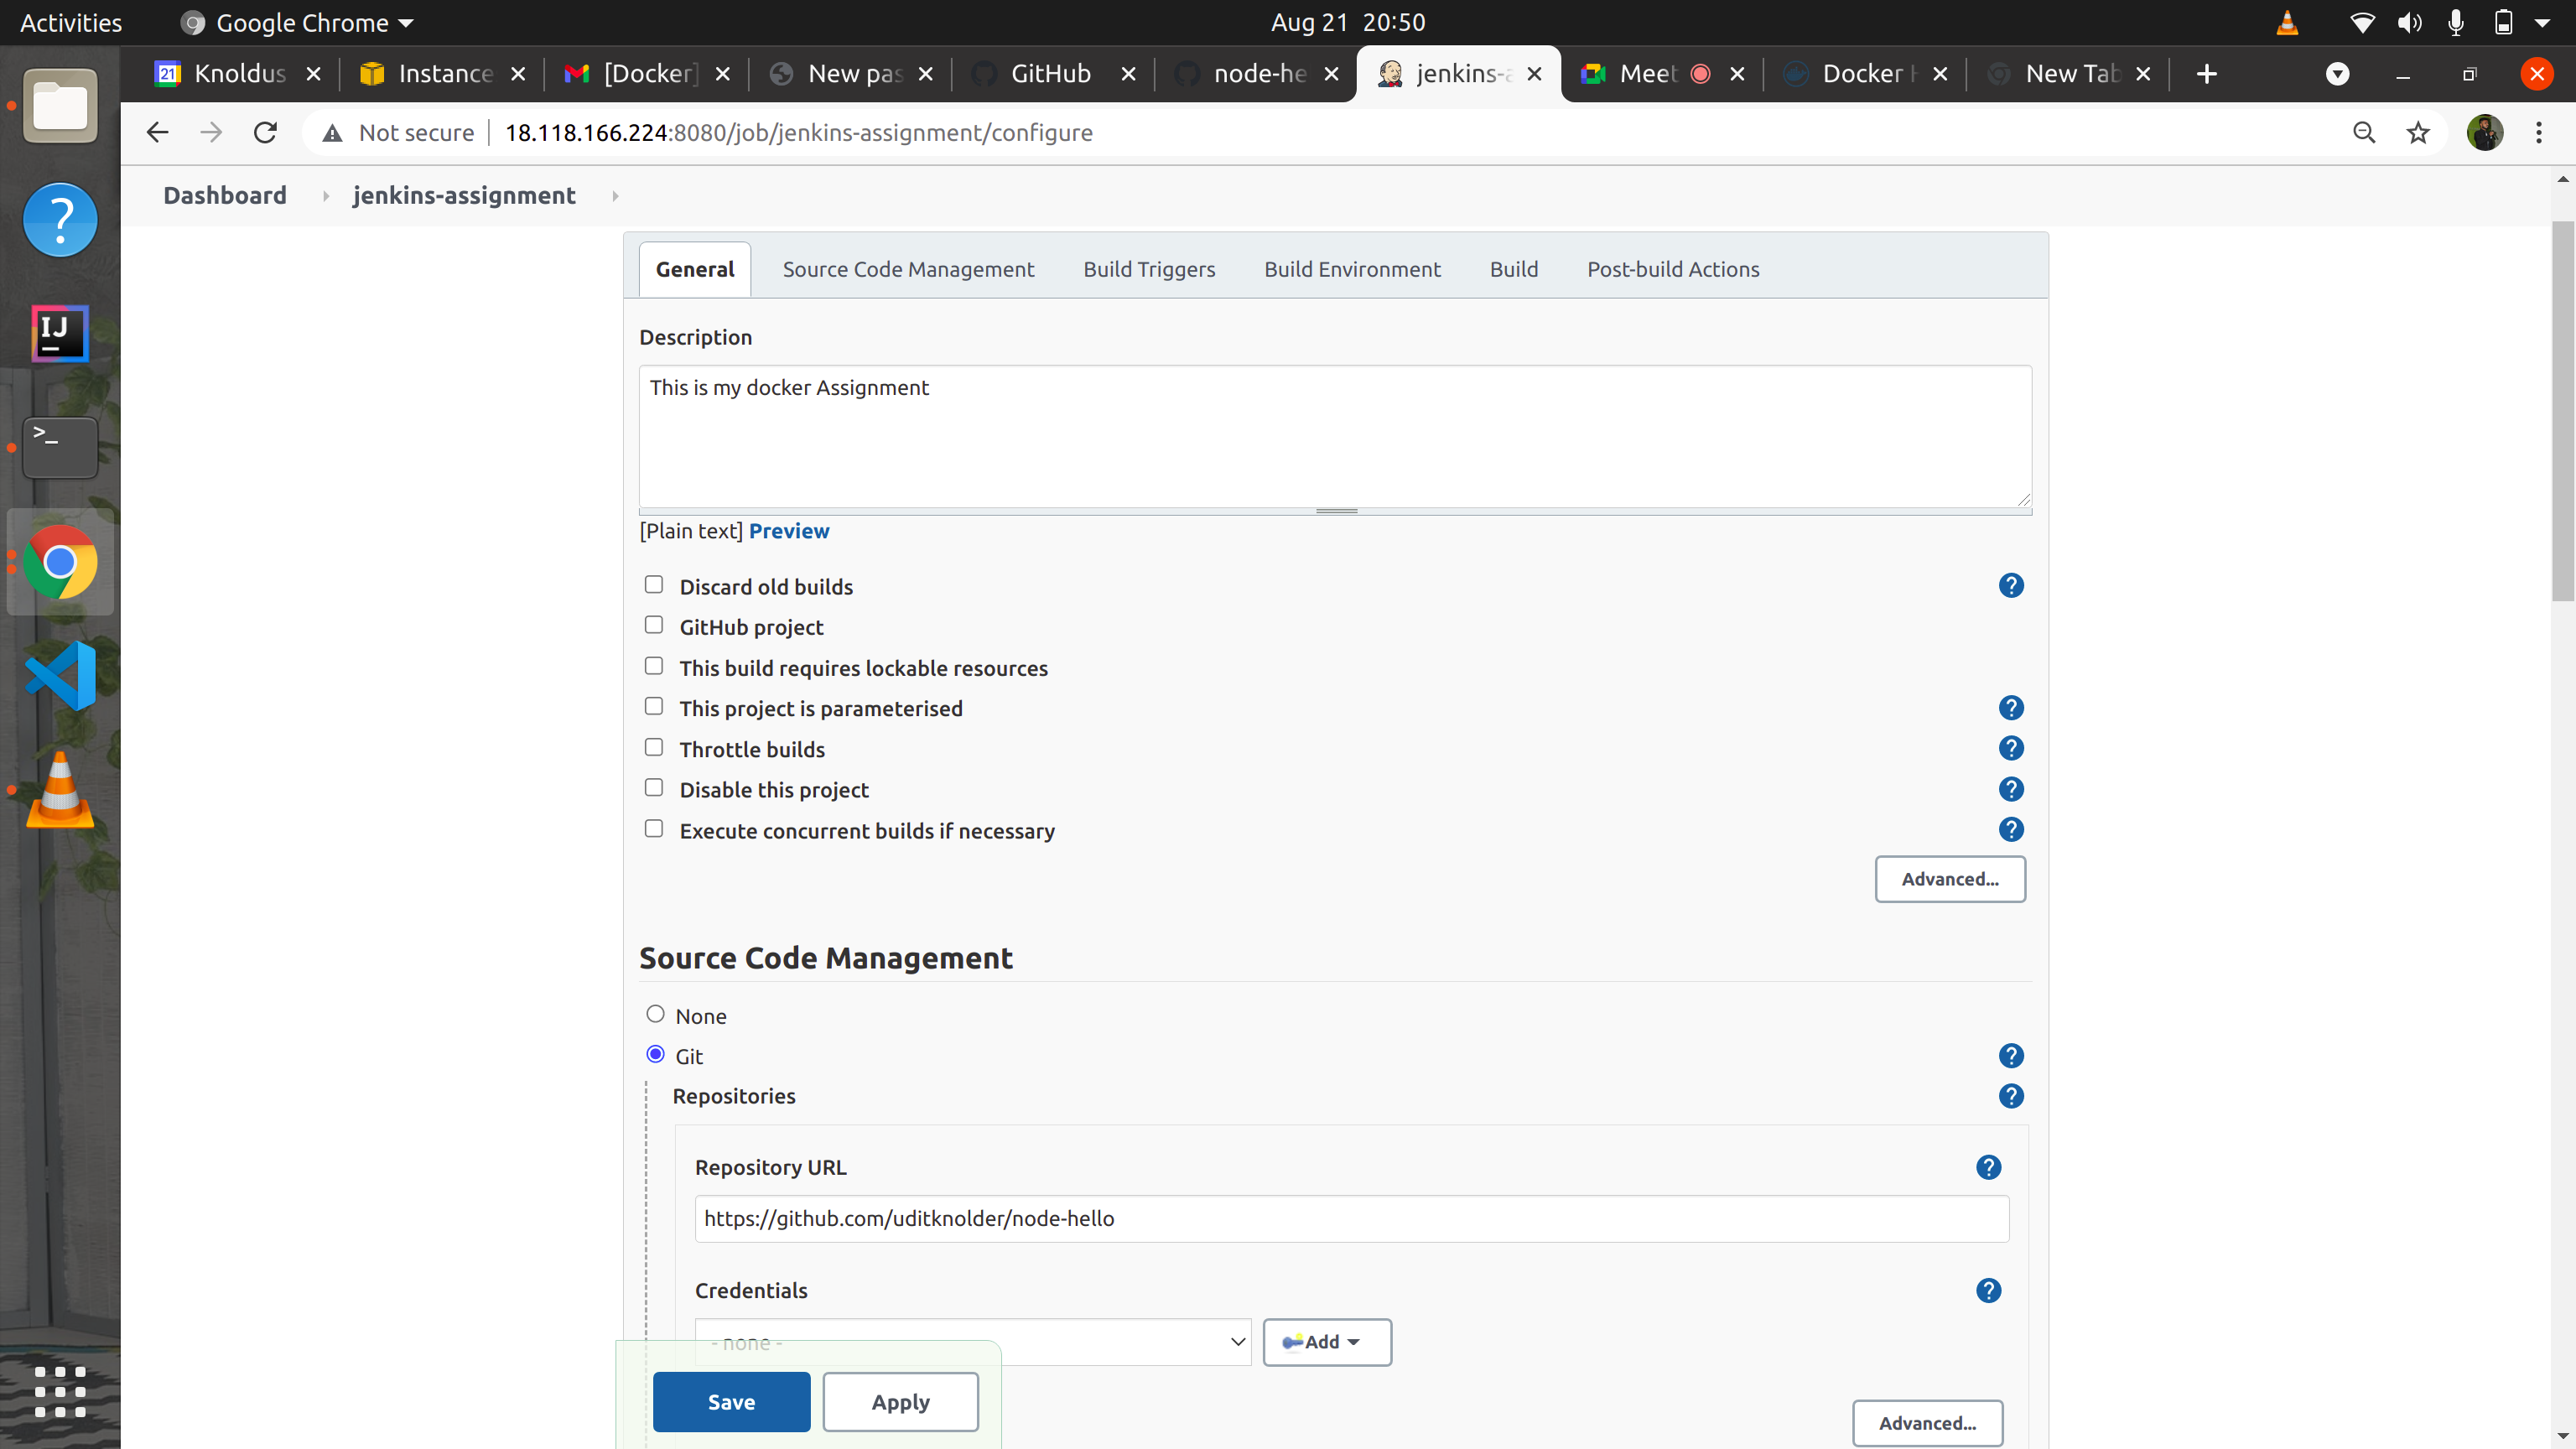 Activities Google Chrome Aug 21 20:50
21 Knoldus Instance [Docker] New pas GitHub node-he jenkins-a Meet Docker H New Tab
Not secure 18.118.166.224:8080/job/jenkins-assignment/configure
Dashboard jenkins-assignment
General Source Code Management Build Triggers Build Environment Build Post-build Actions
Description
This is my docker Assignment
[Plain text] Preview
Discard old builds ?
GitHub project
This build requires lockable resources
This project is parameterised ?
Throttle builds ?
Disable this project ?
Execute concurrent builds if necessary ?
Advanced...
Source Code Management
None
Git ?
Repositories ?
Repository URL ?
https://github.com/uditknolder/node-hello
Credentials ?
- none - Add
Save Apply
Advanced...
?
IJ
>_